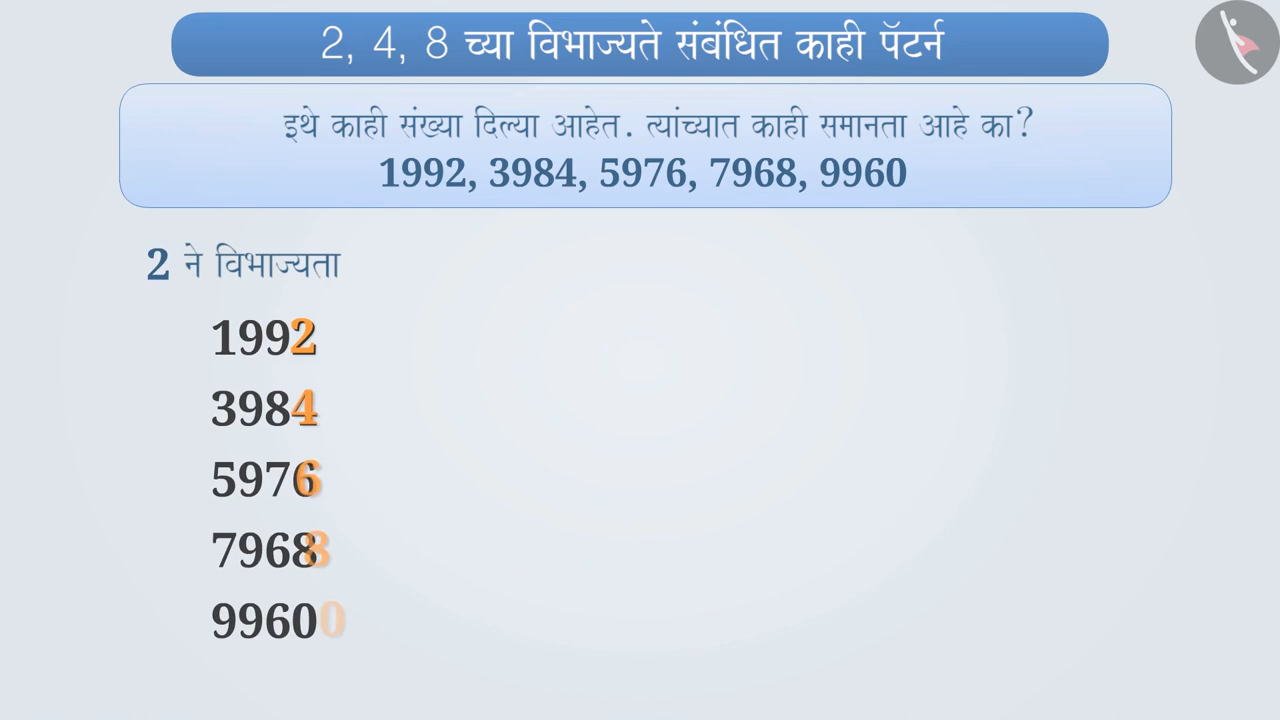 2, 4, 8 च्या विभाज्यते संबंधित काही पॅटर्न
इथे काही संख्या दिल्या आहेत. त्यांच्यात काही समानता आहे का?
1992, 3984, 5976, 7968, 9960
2 ने विभाज्यता
1992
3984
5976
7968
9960